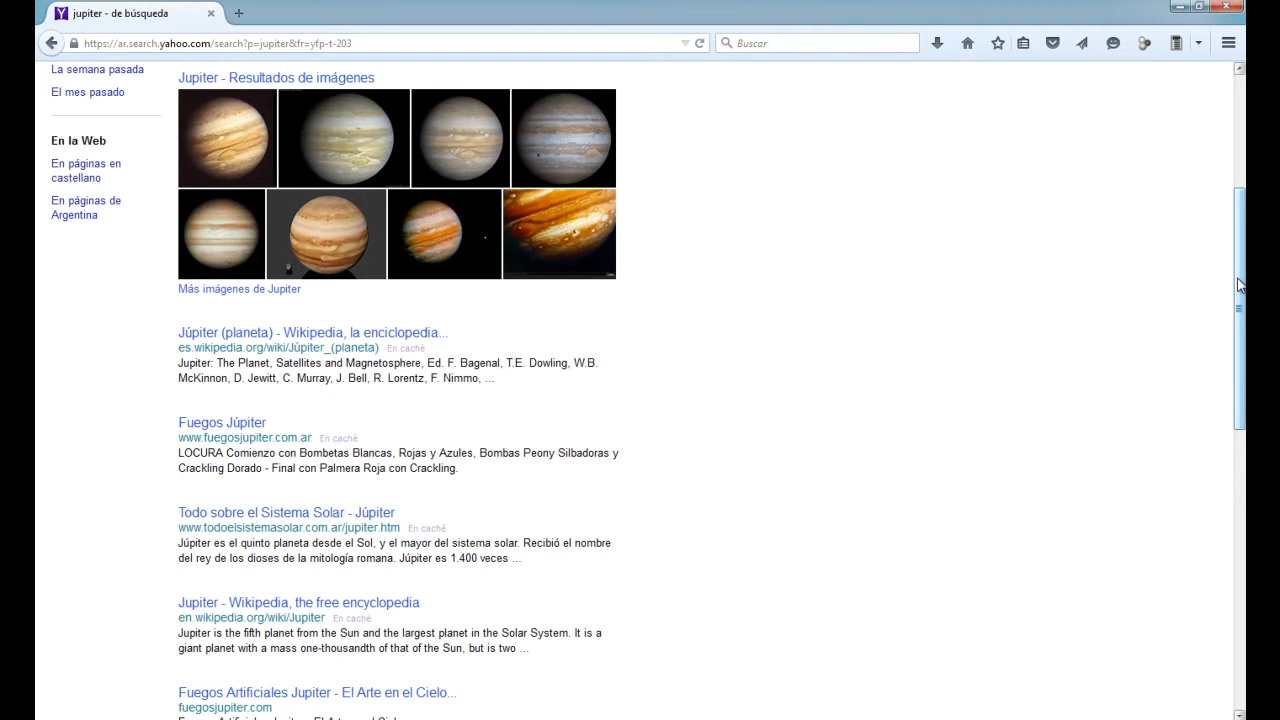 jupiter - de búsqueda
https://ar.search.yahoo.com/search?p=jupiter&fr=yfp-t-203
Buscar
La semana pasada
El mes pasado
En la Web
En páginas en
castellano
En páginas de
Argentina
Jupiter - Resultados de imágenes
Más imágenes de Jupiter
Júpiter (planeta) - Wikipedia, la enciclopedia...
es.wikipedia.org/wiki/Júpiter_(planeta) En caché
Jupiter: The Planet, Satellites and Magnetosphere, Ed. F. Bagenal, T.E. Dowling, W.B.
McKinnon, D. Jewitt, C. Murray, J. Bell, R. Lorentz, F. Nimmo, ...
Fuegos Júpiter
www.fuegosjupiter.com.ar En caché
LOCURA Comienzo con Bombetas Blancas, Rojas y Azules, Bombas Peony Silbadoras y
Crackling Dorado - Final con Palmera Roja con Crackling.
Todo sobre el Sistema Solar - Júpiter
www.todoelsistemasolar.com.ar/jupiter.htm En caché
Júpiter es el quinto planeta desde el Sol, y el mayor del sistema solar. Recibió el nombre
del rey de los dioses de la mitología romana. Júpiter es 1.400 veces ...
Jupiter - Wikipedia, the free encyclopedia
en.wikipedia.org/wiki/Jupiter En caché
Jupiter is the fifth planet from the Sun and the largest planet in the Solar System. It is a
giant planet with a mass one-thousandth of that of the Sun, but is two ...
Fuegos Artificiales Jupiter - El Arte en el Cielo...
fuegosjupiter.com